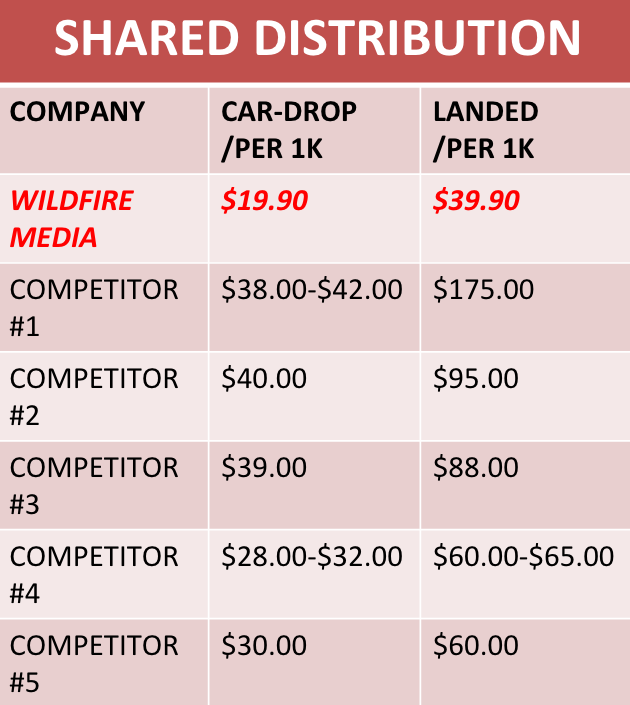 SHARED DISTRIBUTION
COMPANY CAR-DROP LANDED
/PER 1K /PER 1K
WILDFIRE $19.90 $39.90
MEDIA
COMPETITOR $38.00-$42.00 $175.00
#1
COMPETITOR $40.00 $95.00
#2
COMPETITOR $39.00 $88.00
#3
COMPETITOR $28.00-$32.00 $60.00-$65.00
#4
COMPETITOR $30.00 $60.00
#5